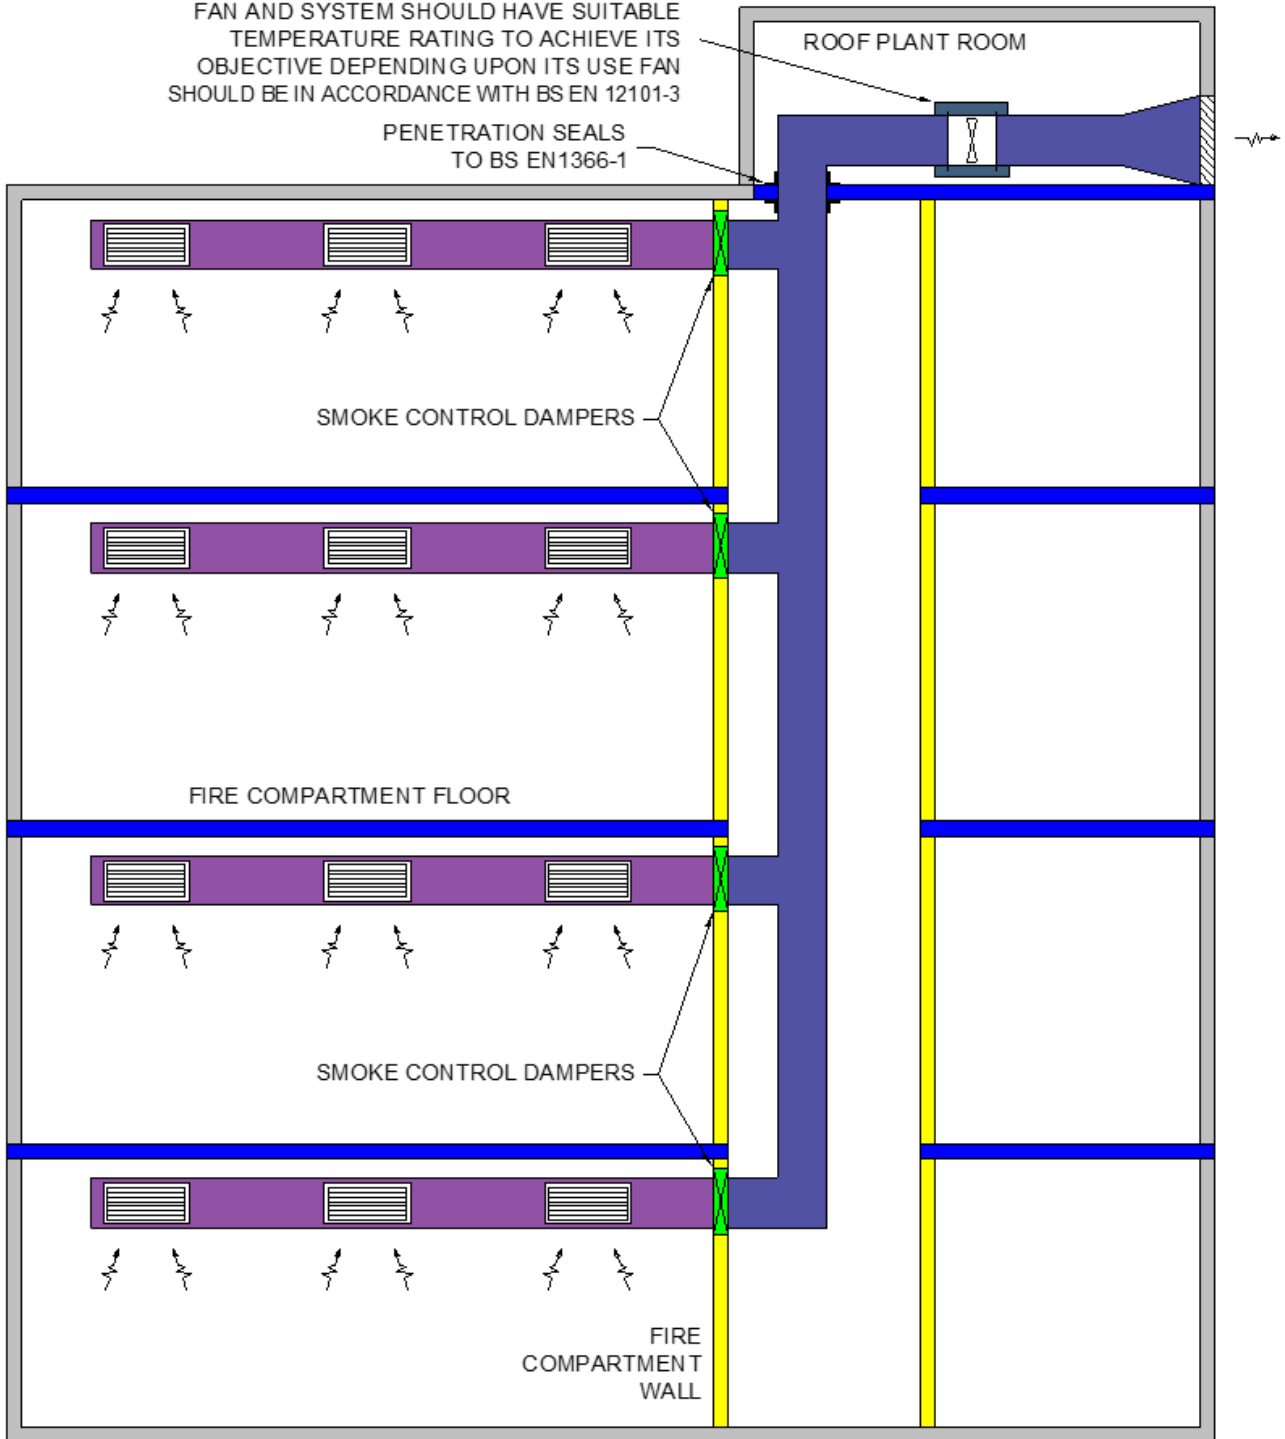 FAN AND SYSTEM SHOULD HAVE SUITABLE
TEMPERATURE RATING TO ACHIEVE ITS
OBJECTIVE DEPENDING UPON ITS USE FAN
SHOULD BE IN ACCORDANCE WITH BS EN 12101-3
ROOF PLANT ROOM
PENETRATION SEALS
TO BS EN1366-1
SMOKE CONTROL DAMPERS
FIRE COMPARTMENT FLOOR
SMOKE CONTROL DAMPERS
FIRE
COMPARTMENT
WALL